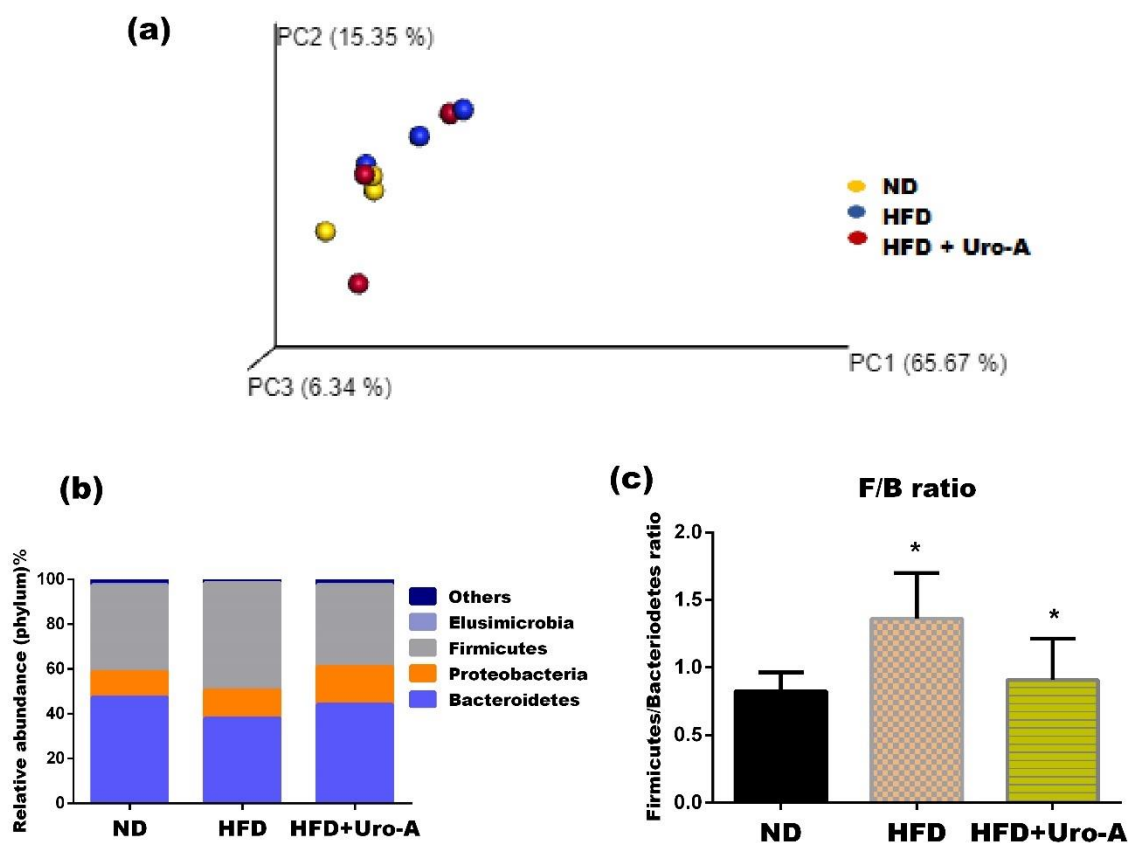 (a)
PC2 (15.35 %)
ND
HFD
HFD + Uro-A
PC1 (65.67 %)
PC3 (6.34 %)
(b)
Relative abundance (phylum)%
100
80
60
40
20
0
ND
HFD
HFD+Uro-A
Others
Elusimicrobia
Firmicutes
Proteobacteria
Bacteroidetes
(c)
F/B ratio
Firmicutes/Bacteriodetes ratio
2.0
1.5
1.0
0.5
0.0
*
*
ND
HFD
HFD+Uro-A